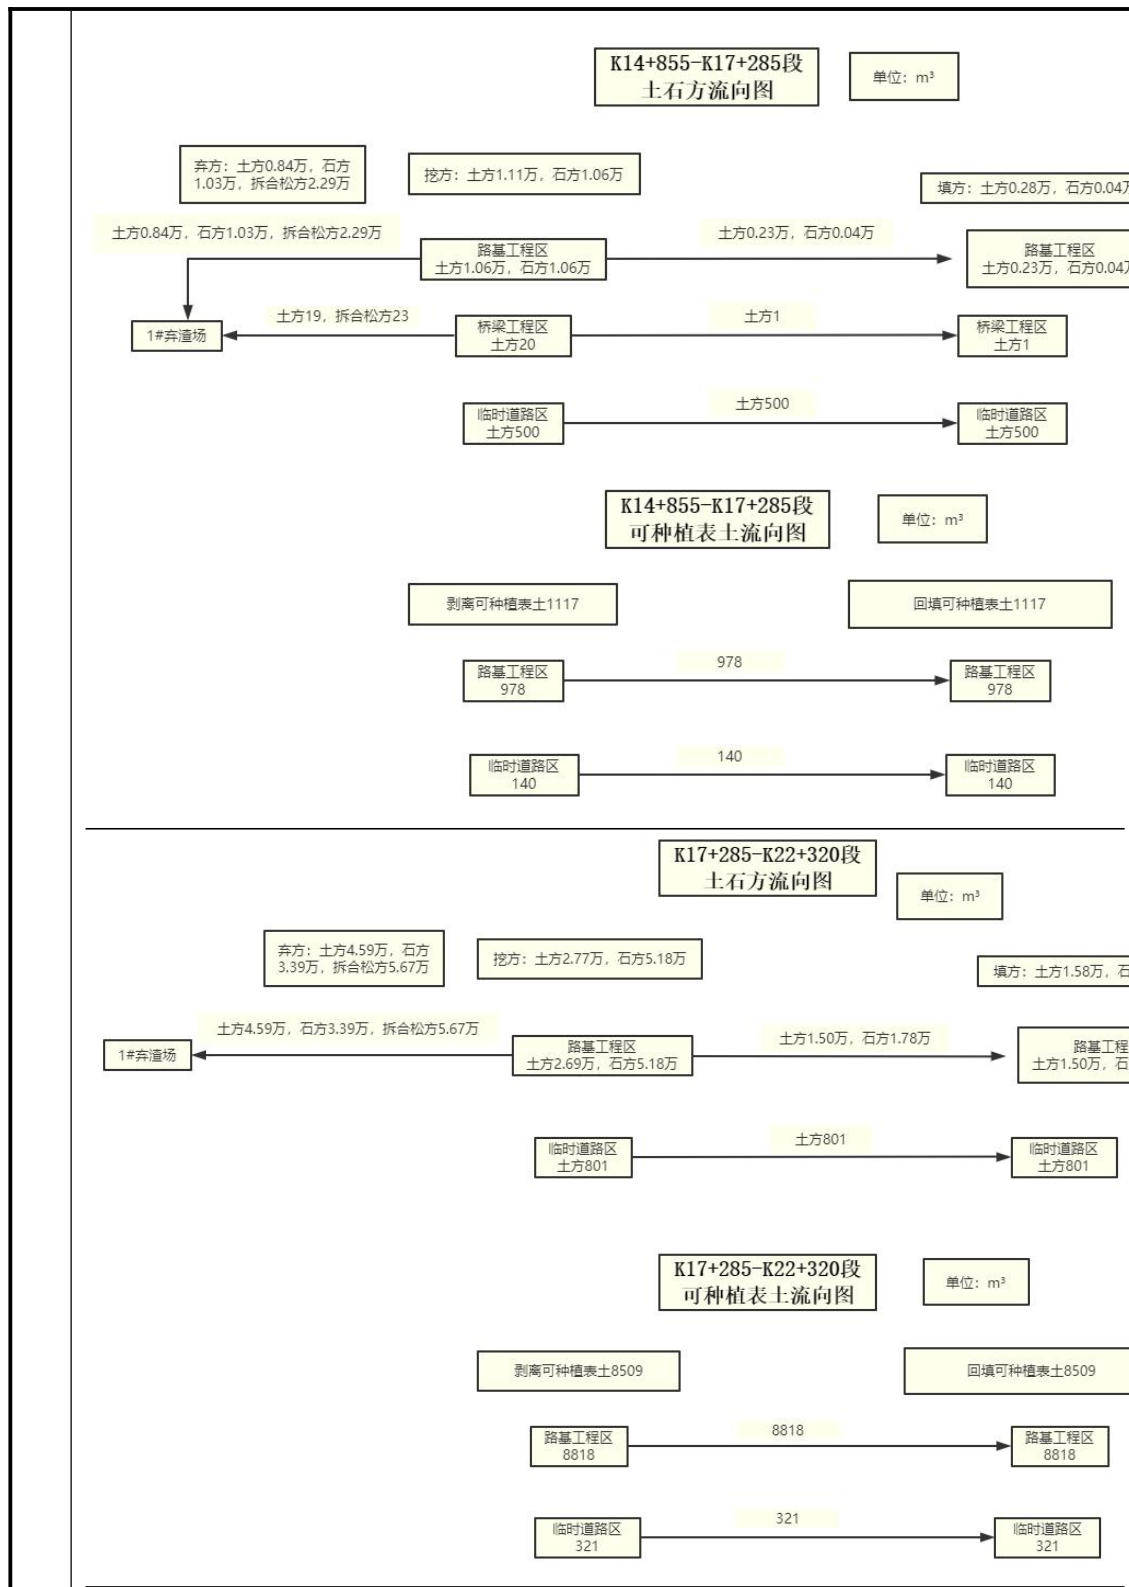 K14+855-K17+285段
土石方流向图
单位：m³
弃方：土方0.84万，石方
1.03万，拆合松方2.29万
挖方：土方1.11万，石方1.06万
填方：土方0.28万，石方0.04万
土方0.84万，石方1.03万，拆合松方2.29万
路基工程区
土方1.06万，石方1.06万
土方0.23万，石方0.04万
路基工程区
土方0.23万，石方0.04万
1#弃渣场
土方19，拆合松方23
桥梁工程区
土方20
土方1
桥梁工程区
土方1
临时道路区
土方500
土方500
临时道路区
土方500
K14+855-K17+285段
可种植表土流向图
单位：m³
剥离可种植表土1117
回填可种植表土1117
路基工程区
978
978
路基工程区
978
临时道路区
140
140
临时道路区
140
K17+285-K22+320段
土石方流向图
单位：m³
弃方：土方4.59万，石方
3.39万，拆合松方5.67万
挖方：土方2.77万，石方5.18万
填方：土方1.58万，石
1#弃渣场
土方4.59万，石方3.39万，拆合松方5.67万
路基工程区
土方2.69万，石方5.18万
土方1.50万，石方1.78万
路基工程
土方1.50万，石
临时道路区
土方801
土方801
临时道路区
土方801
K17+285-K22+320段
可种植表土流向图
单位：m³
剥离可种植表土8509
回填可种植表土8509
路基工程区
8818
8818
路基工程区
8818
临时道路区
321
321
临时道路区
321